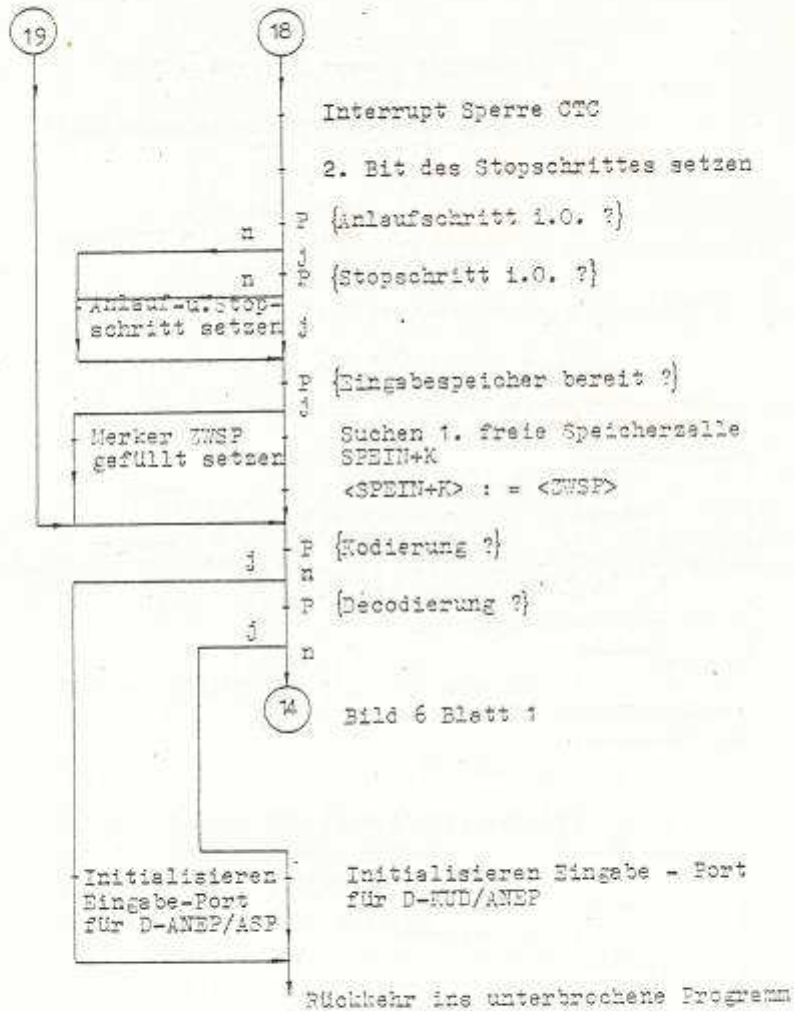 19 18
Interrupt Sperre CTC
2. Bit des Stopschrittes setzen
P {Anlaufschritt i.O. ?}
n
j
P {Stopschritt i.O. ?}
n
Anlauf-u.Stop-
schritt setzen
j
P {Eingabespeicher bereit ?}
j
Merker ZWSP
gefüllt setzen
Suchen 1. freie Speicherzelle
SPEIN+K
<SPEIN+K> : = <ZWSP>
P {Kodierung ?}
j
n
P {Decodierung ?}
j
n
14 Bild 6 Blatt 1
Initialisieren
Eingabe-Port
für D-ANEP/ASP
Initialisieren Eingabe - Port
für D-KUD/ANEP
Rückkehr ins unterbrochene Programm